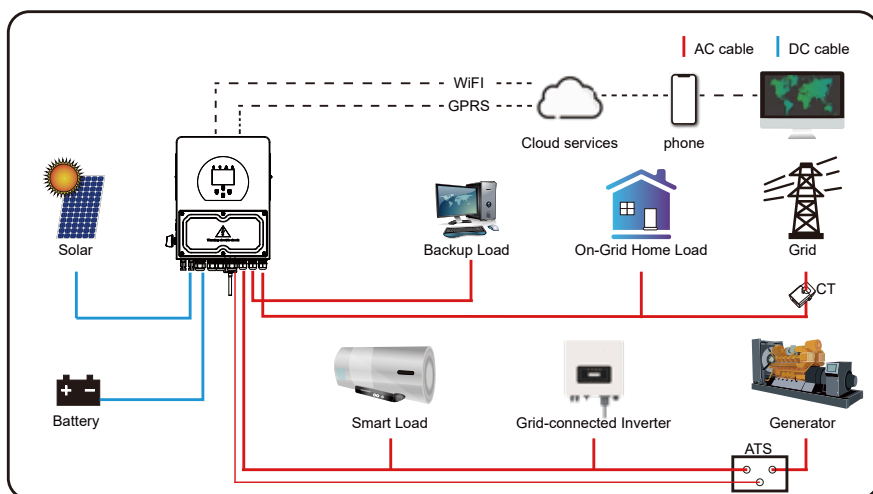 AC cable
DC cable
WiFI
GPRS
Cloud services
phone
Solar
Backup Load
On-Grid Home Load
Grid
CT
Battery
Smart Load
Grid-connected Inverter
Generator
ATS